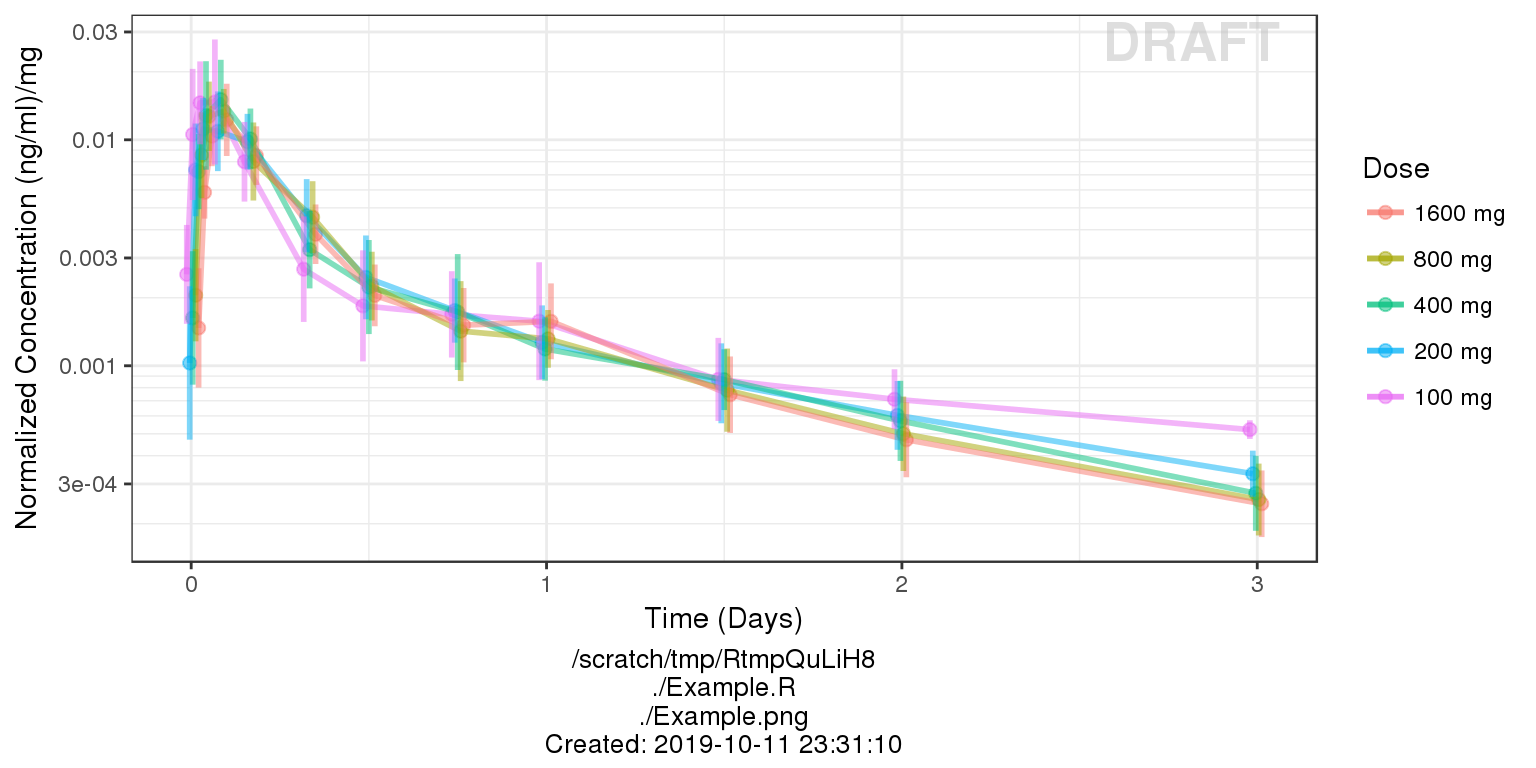 DRAFT
Normalized Concentration (ng/ml)/mg
0.03
0.01
0.003
0.001
3e-04
0
1
2
3
Time (Days)
Dose
1600 mg
800 mg
400 mg
200 mg
100 mg
/scratch/tmp/RtmpQuLiH8
./Example.R
./Example.png
Created: 2019-10-11 23:31:10